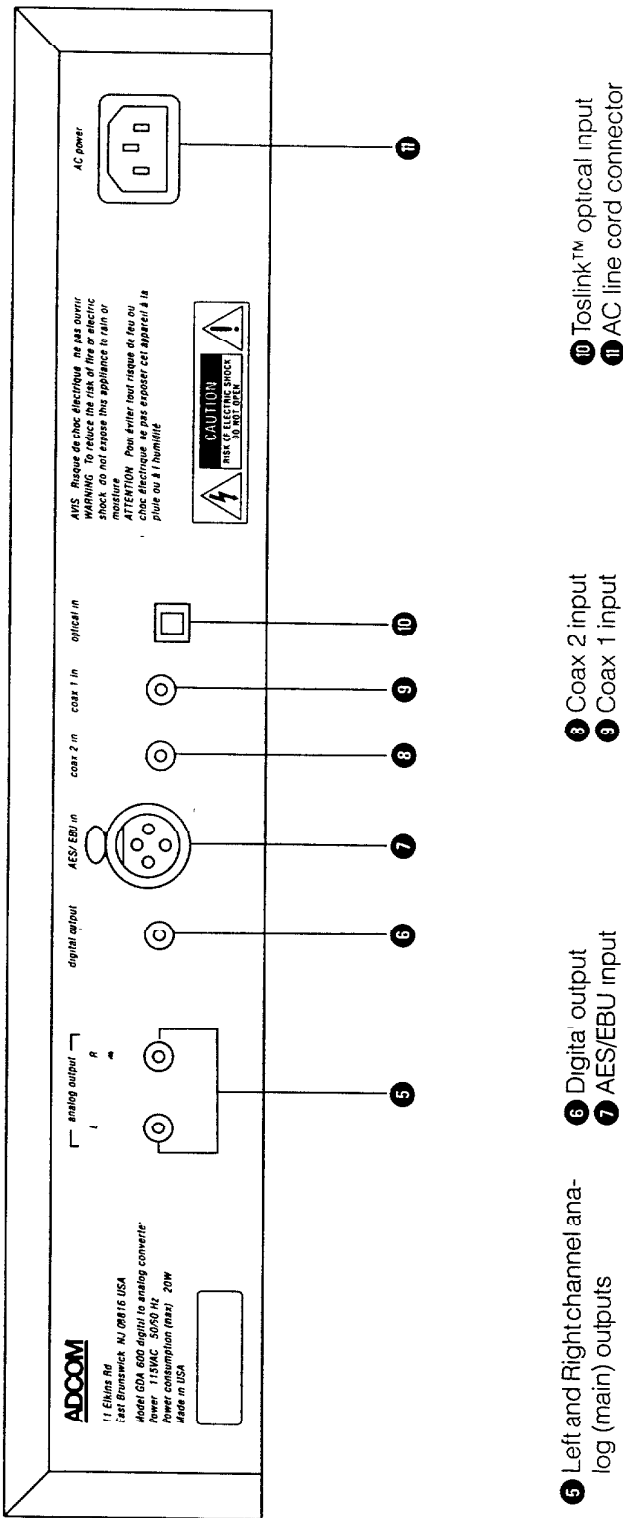 ADCOM
11 Elkins Rd
East Brunswick NJ 08816 USA
Model GDA 600 digital to analog converter
Power 115VAC 50/60 Hz
Power consumption (max) 20W
Made in USA
analog output
L R
digital output
AES/EBU in
coax 2 in
coax 1 in
optical in
AVIS Risque de choc électrique ne pas ouvrir
WARNING To reduce the risk of fire or electric
shock do not expose this appliance to rain or
moisture
ATTENTION Pour éviter tout risque de feu ou
choc électrique ne pas exposer cet appareil à la
pluie ou à l humidité
CAUTION
RISK OF ELECTRIC SHOCK
DO NOT OPEN
AC power
5
6
7
8
9
10
11
5 Left and Right channel ana-
log (main) outputs
6 Digital output
7 AES/EBU input
8 Coax 2 input
9 Coax 1 input
10 Toslink™ optical input
11 AC line cord connector